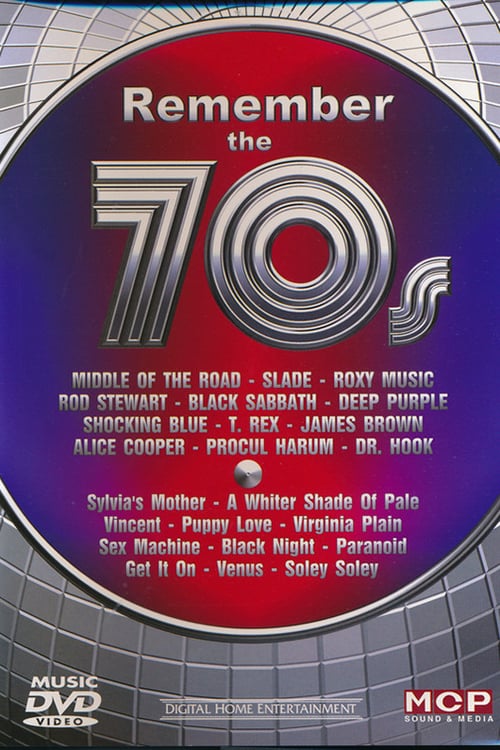 Remember
the
70s
MIDDLE OF THE ROAD - SLADE - ROXY MUSIC
ROD STEWART - BLACK SABBATH - DEEP PURPLE
SHOCKING BLUE - T. REX - JAMES BROWN
ALICE COOPER - PROCUL HARUM - DR. HOOK
Sylvia's Mother - A Whiter Shade Of Pale
Vincent - Puppy Love - Virginia Plain
Sex Machine - Black Night - Paranoid
Get It On - Venus - Soley Soley
MUSIC
DVD
VIDEO
DIGITAL HOME ENTERTAINMENT
MCP
SOUND & MEDIA